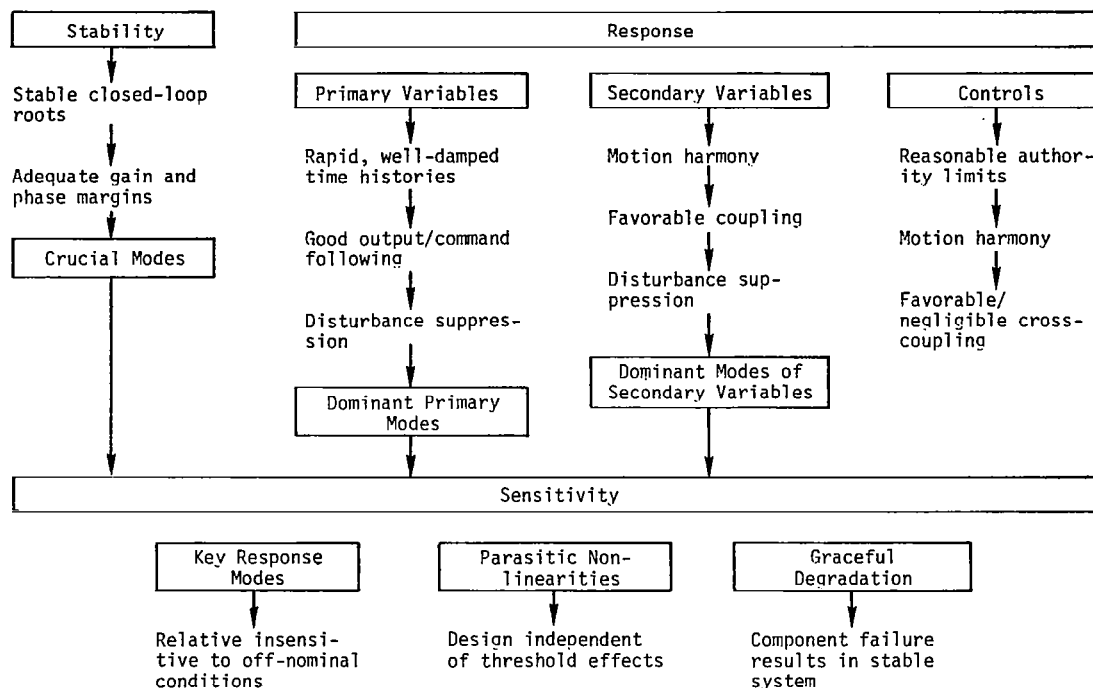 Stability
Response
Stable closed-loop
roots
Adequate gain and
phase margins
Crucial Modes
Primary Variables
Rapid, well-damped
time histories
Good output/command
following
Disturbance suppres-
sion
Dominant Primary
Modes
Secondary Variables
Motion harmony
Favorable coupling
Disturbance sup-
pression
Dominant Modes of
Secondary Variables
Controls
Reasonable author-
ity limits
Motion harmony
Favorable/
negligible cross-
coupling
Sensitivity
Key Response
Modes
Relative insensi-
tive to off-nominal
conditions
Parasitic Non-
linearities
Design independent
of threshold effects
Graceful
Degradation
Component failure
results in stable
system